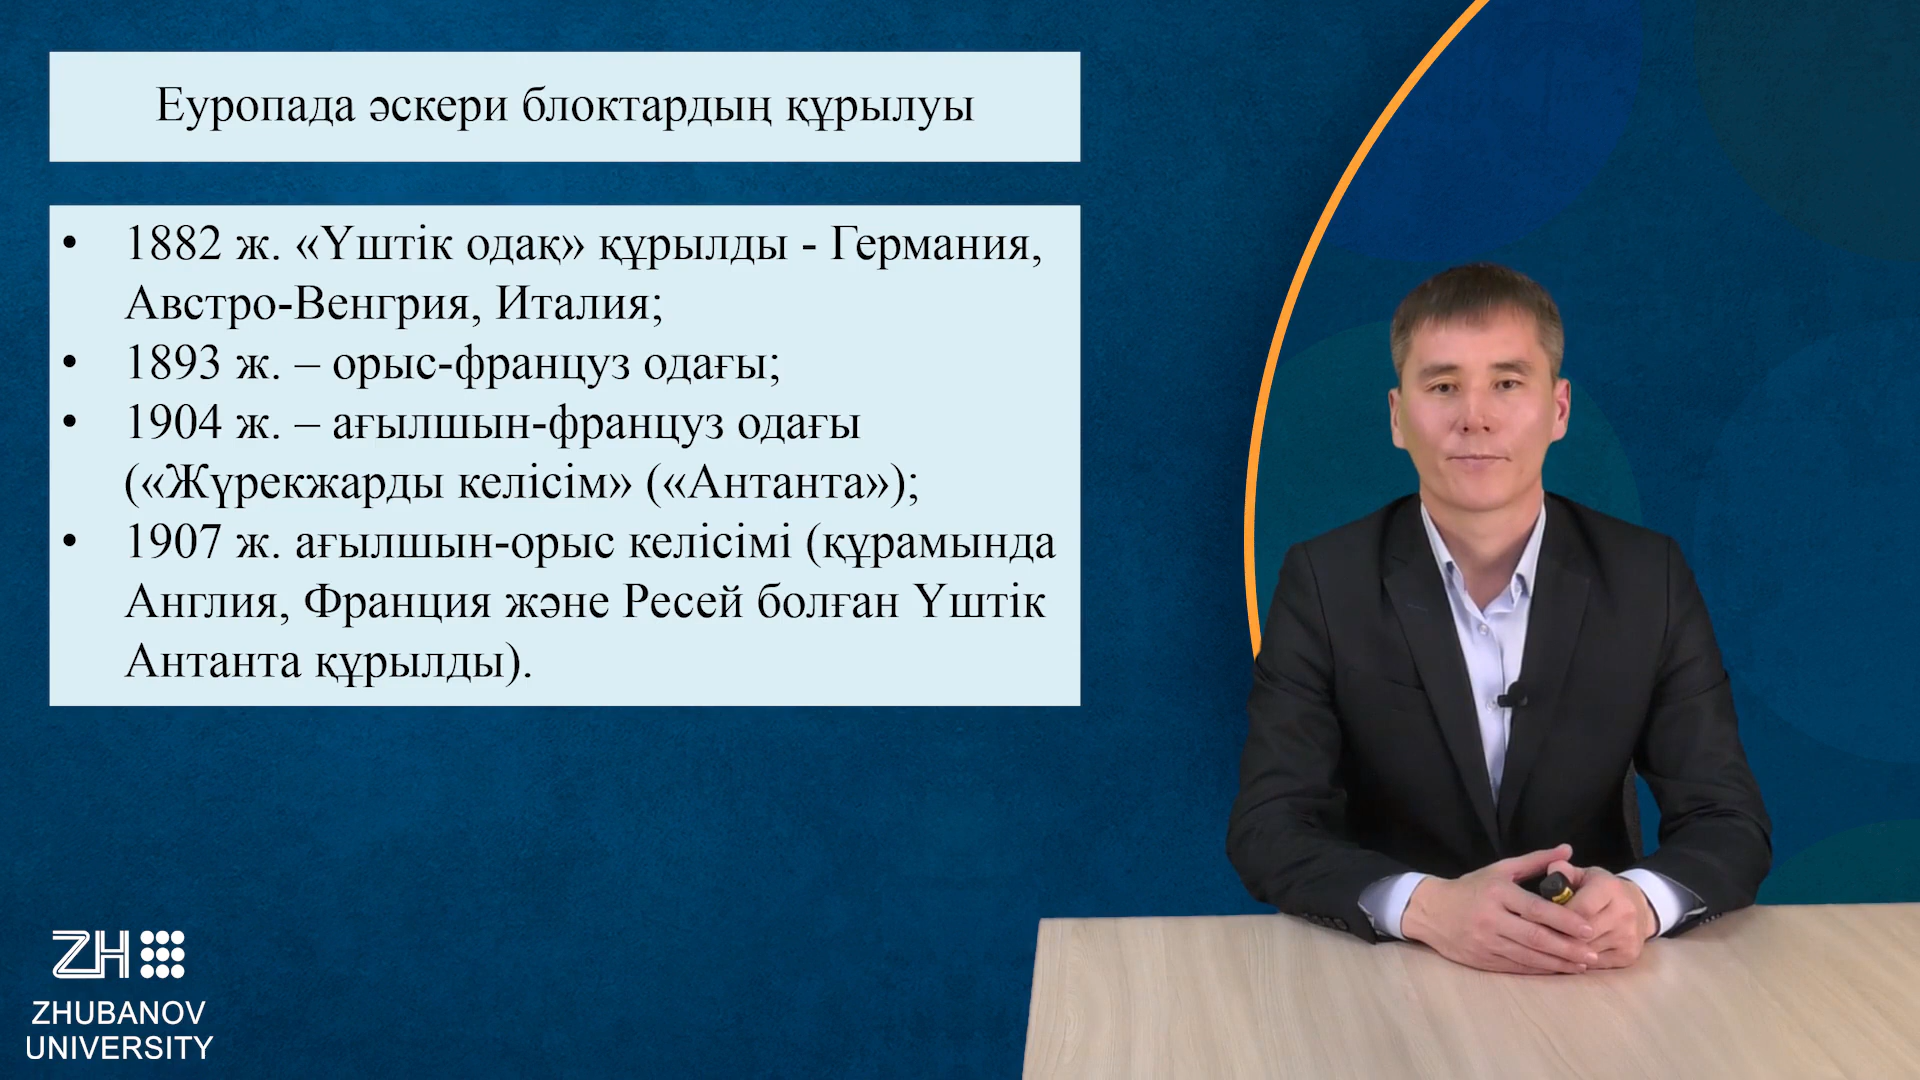 Еуропада әскери блоктардың құрылуы
• 1882 ж. «Үштік одақ» құрылды - Германия,
Австро-Венгрия, Италия;
• 1893 ж. – орыс-француз одағы;
• 1904 ж. – ағылшын-француз одағы
(«Жүрекжарды келісім» («Антанта»);
• 1907 ж. ағылшын-орыс келісімі (құрамында
Англия, Франция және Ресей болған Үштік
Антанта құрылды).
ZH
ZHUBANOV
UNIVERSITY